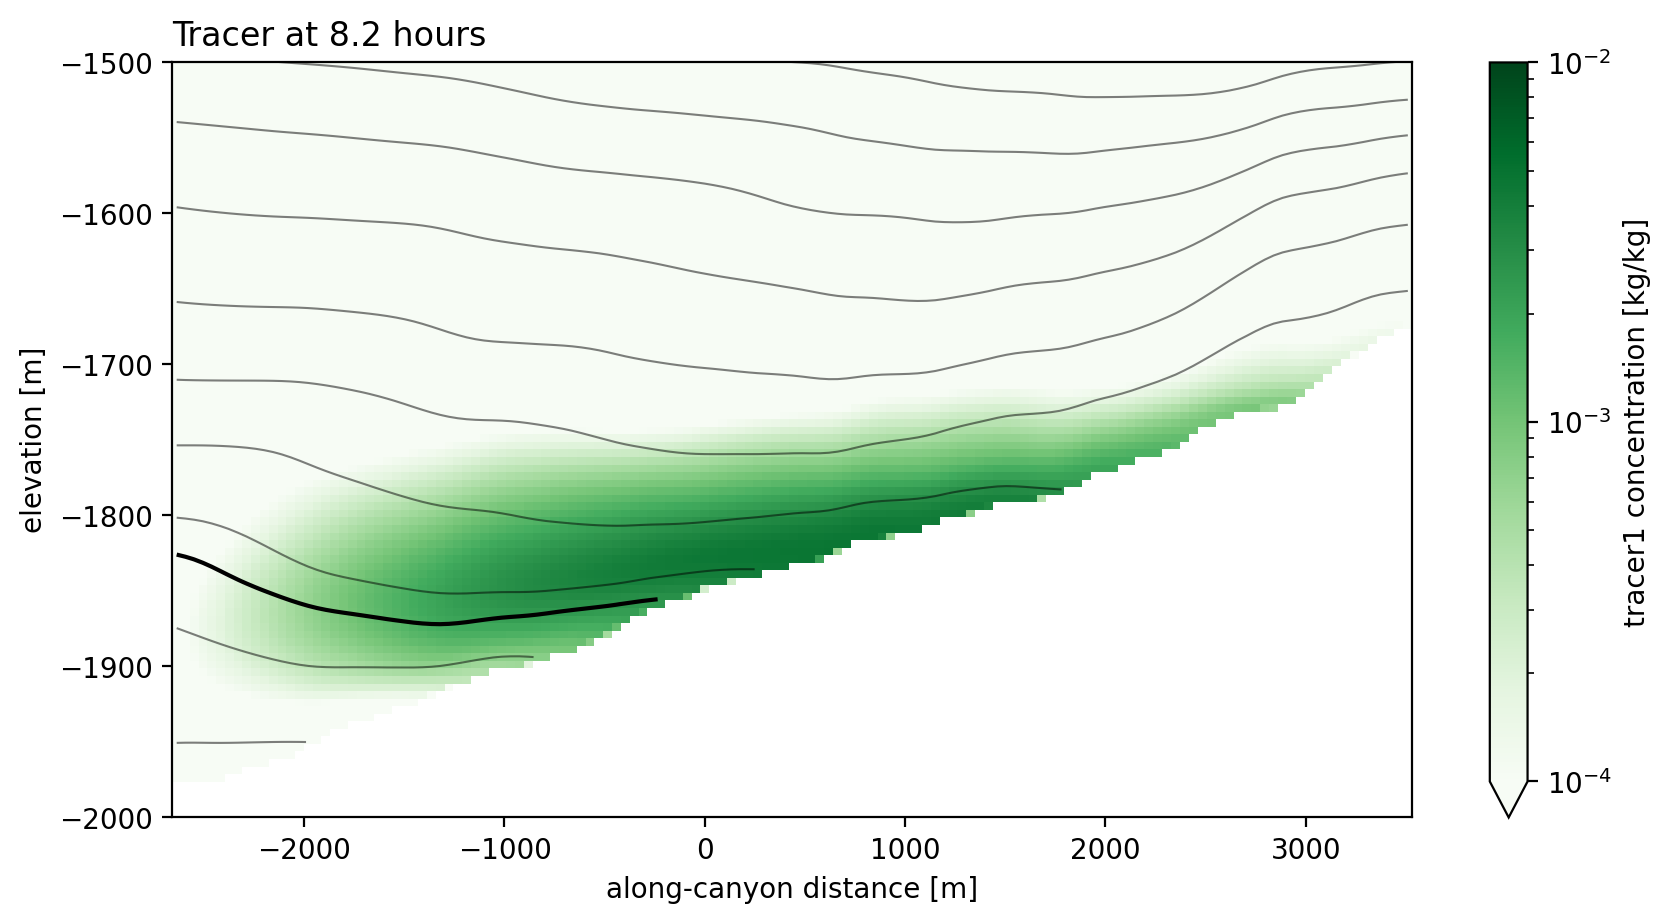 Tracer at 8.2 hours
−1500
−1600
−1700
−1800
−1900
−2000
elevation [m]
−2000 −1000 0 1000 2000 3000
along-canyon distance [m]
10⁻²
10⁻³
10⁻⁴
tracer1 concentration [kg/kg]